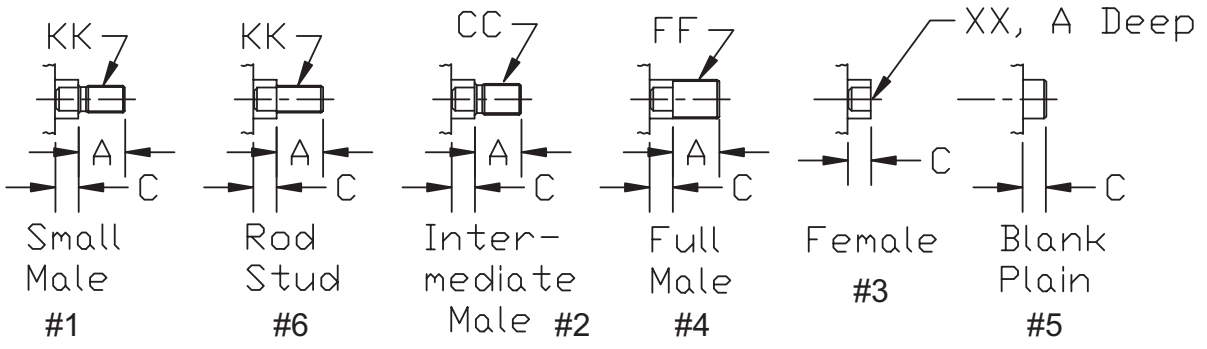 KK
KK
CC
FF
XX, A Deep
A
A
A
A
C
C
C
C
C
C
Small
Male
#1
Rod
Stud
#6
Inter-
mediate
Male #2
Full
Male
#4
Female
#3
Blank
Plain
#5